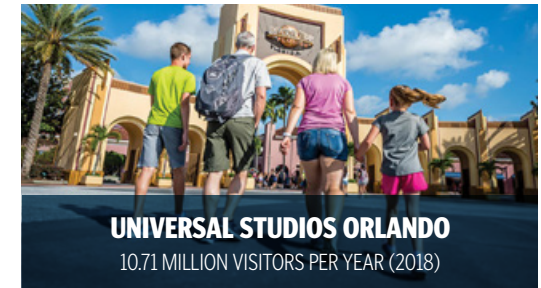 UNIVERSAL STUDIOS ORLANDO
10.71 MILLION VISITORS PER YEAR (2018)